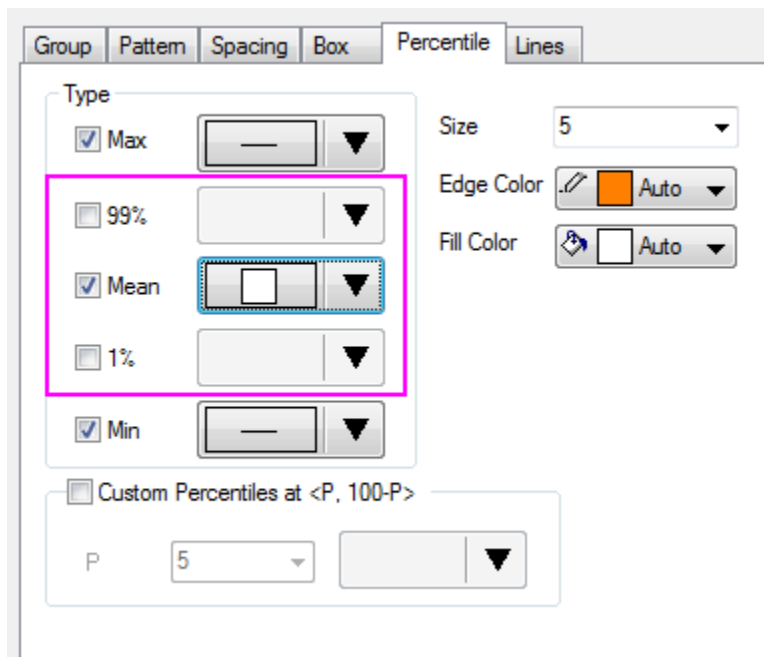 Group Pattern Spacing Box Percentile Lines
Type
Max
99%
Mean
1%
Min
Size 5
Edge Color Auto
Fill Color Auto
Custom Percentiles at <P, 100-P>
P 5